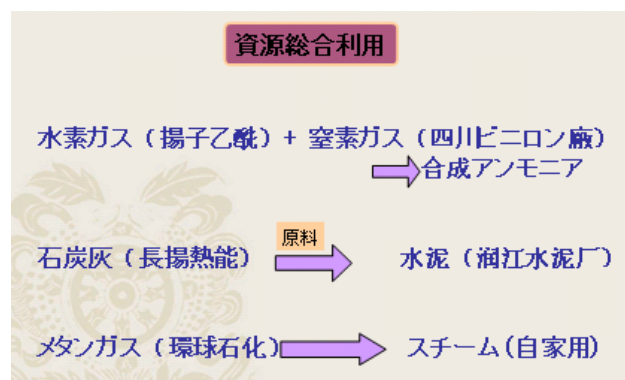 資源総合利用
水素ガス（揚子乙酰）+ 窒素ガス（四川ビニロン廠）
合成アンモニア
原料
石炭灰（長揚熱能） 水泥（润江水泥厂）
メタンガス（環球石化） スチーム(自家用)